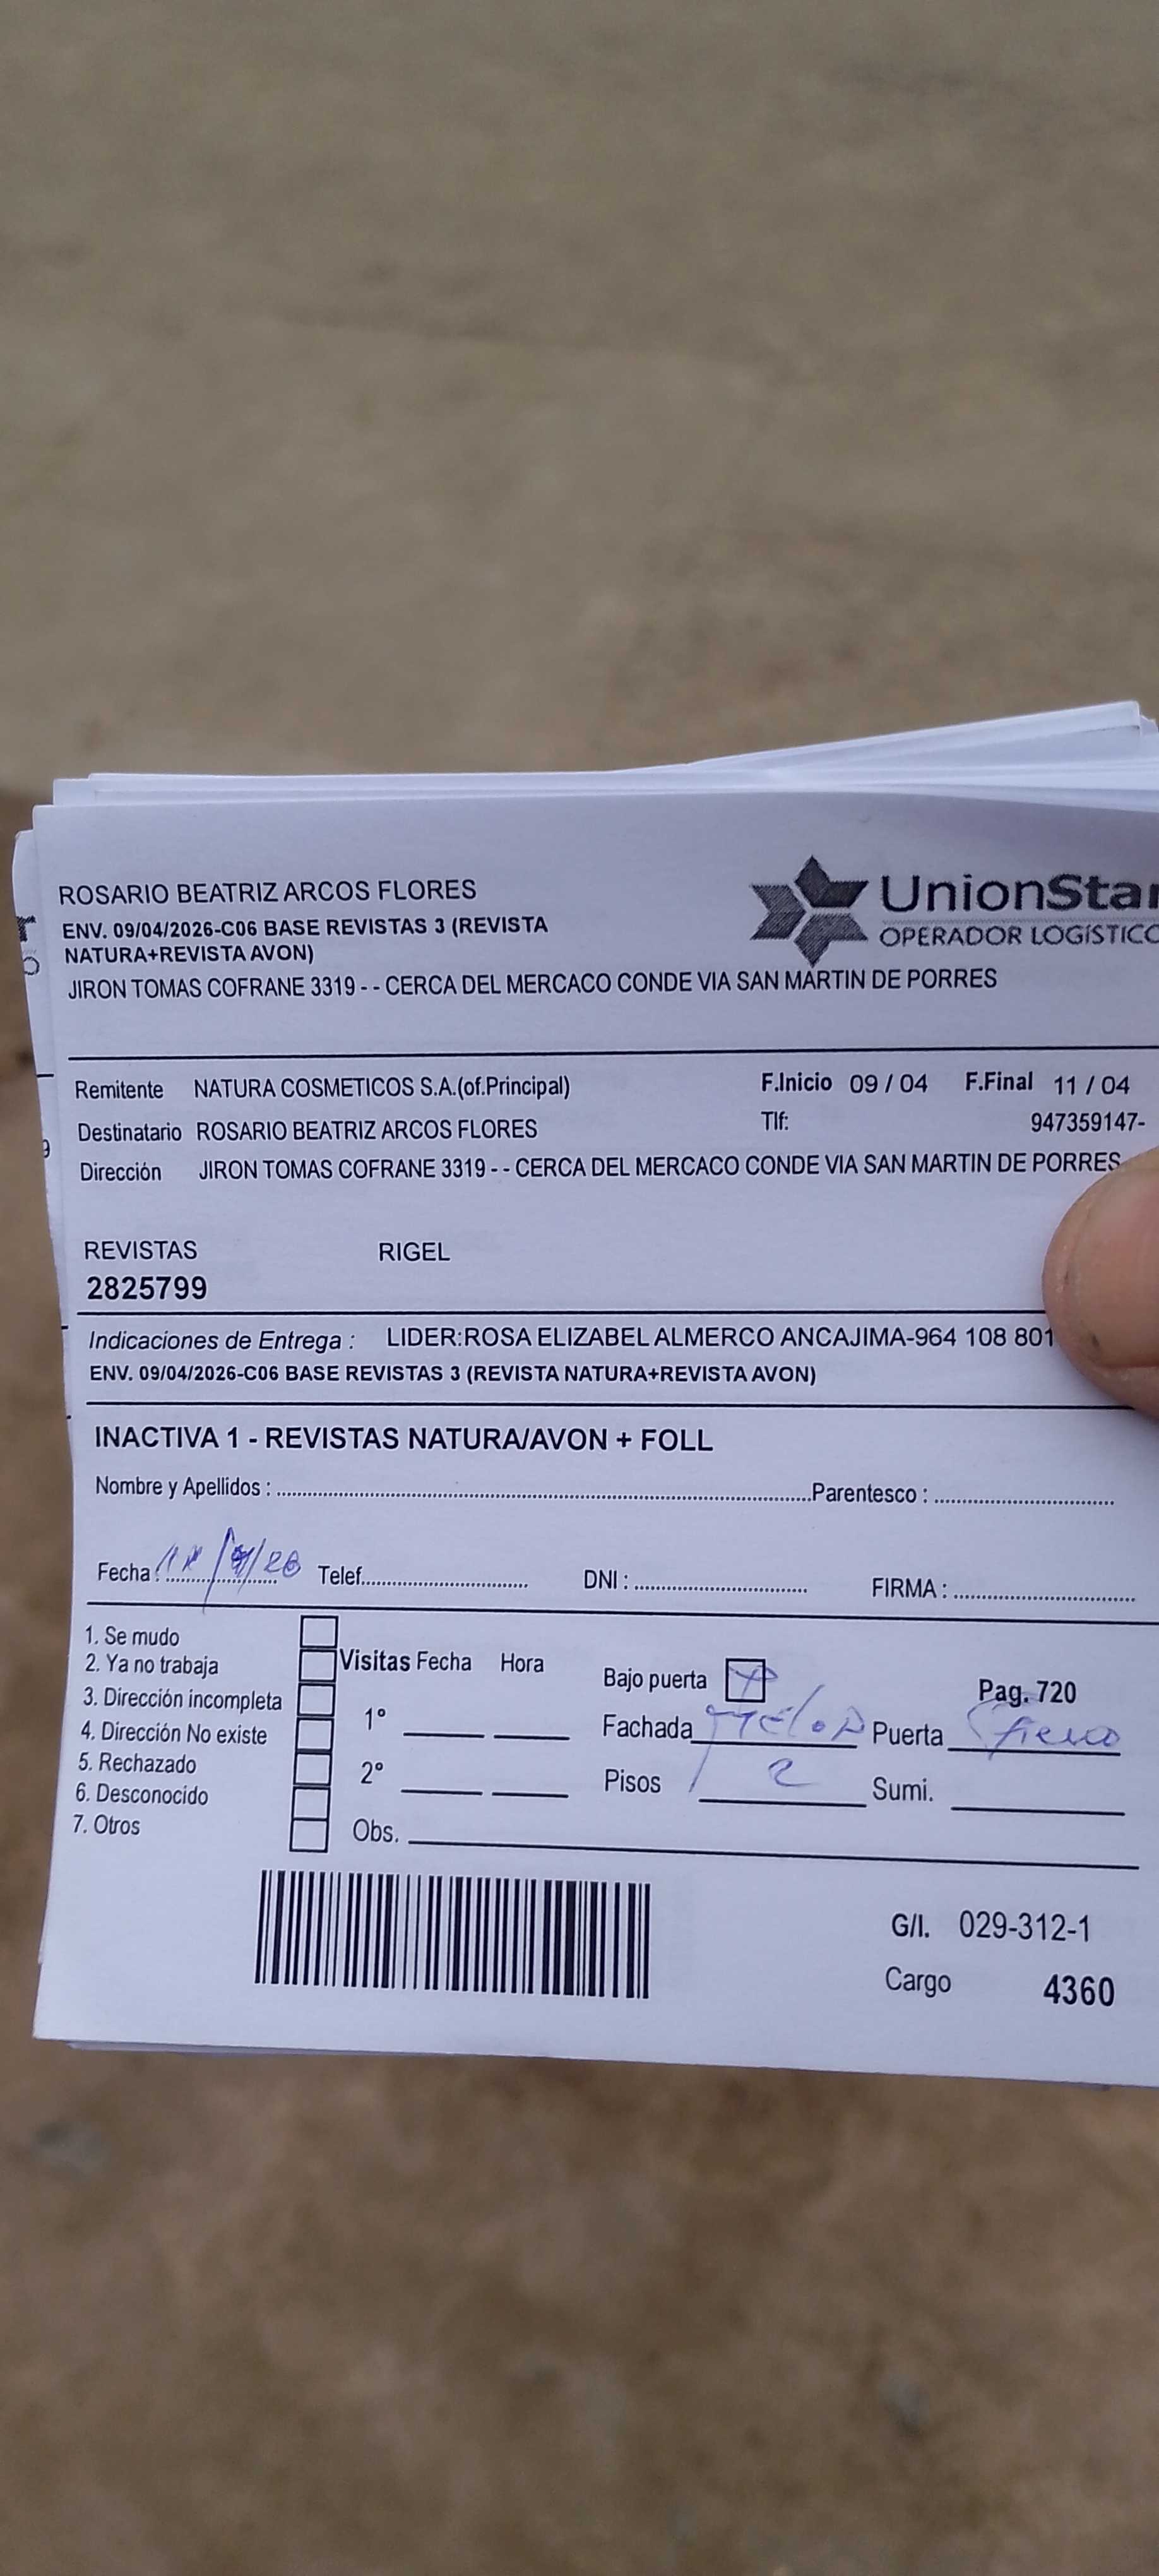 ROSARIO BEATRIZ ARCOS FLORES
ENV. 09/04/2026-C06 BASE REVISTAS 3 (REVISTA
NATURA+REVISTA AVON)
JIRON TOMAS COFRANE 3319 - - CERCA DEL MERCACO CONDE VIA SAN MARTIN DE PORRES
UnionStar
OPERADOR LOGÍSTICO
Remitente NATURA COSMETICOS S.A.(of.Principal) F.Inicio 09 / 04 F.Final 11 / 04
Destinatario ROSARIO BEATRIZ ARCOS FLORES Tlf: 947359147-
Dirección JIRON TOMAS COFRANE 3319 - - CERCA DEL MERCACO CONDE VIA SAN MARTIN DE PORRES
REVISTAS RIGEL
2825799
Indicaciones de Entrega : LIDER:ROSA ELIZABEL ALMERCO ANCAJIMA-964 108 801
ENV. 09/04/2026-C06 BASE REVISTAS 3 (REVISTA NATURA+REVISTA AVON)
INACTIVA 1 - REVISTAS NATURA/AVON + FOLL
Nombre y Apellidos : Parentesco :
Fecha : Telef. DNI : FIRMA :
1. Se mudo
2. Ya no trabaja
3. Dirección incompleta
4. Dirección No existe
5. Rechazado
6. Desconocido
7. Otros
Visitas Fecha Hora
1°
2°
Obs.
Bajo puerta Pag. 720
Fachada Puerta fierro
Pisos 2 Sumi.
G/I. 029-312-1
Cargo 4360